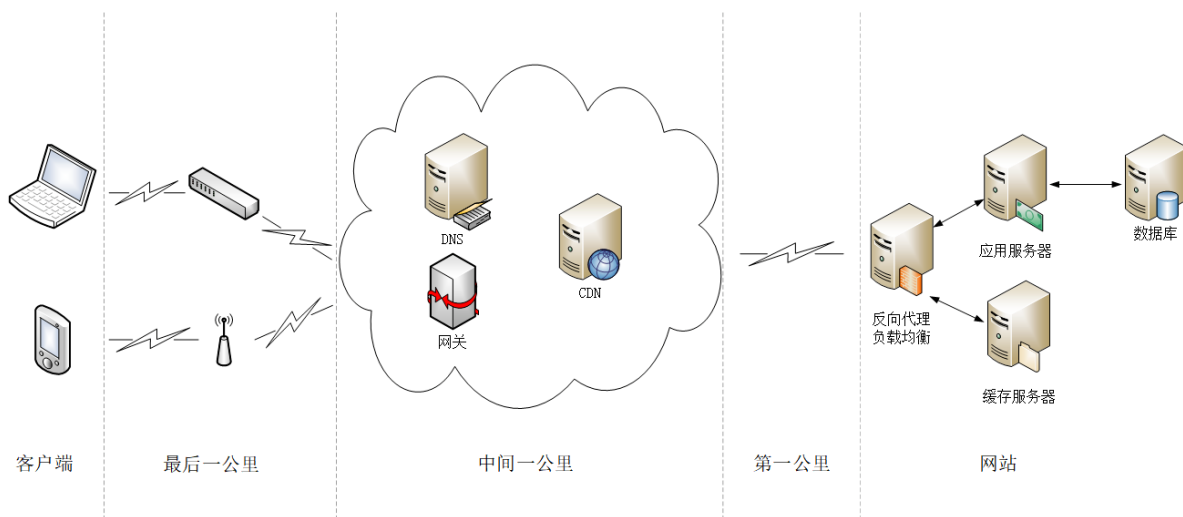 DNS
CDN
网关
应用服务器
数据库
反向代理
负载均衡
缓存服务器
客户端
最后一公里
中间一公里
第一公里
网站